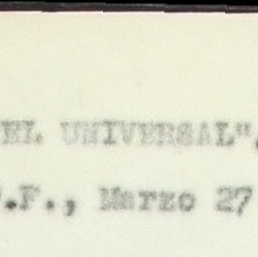 EL UNIVERSAL",
.F., Marzo 27